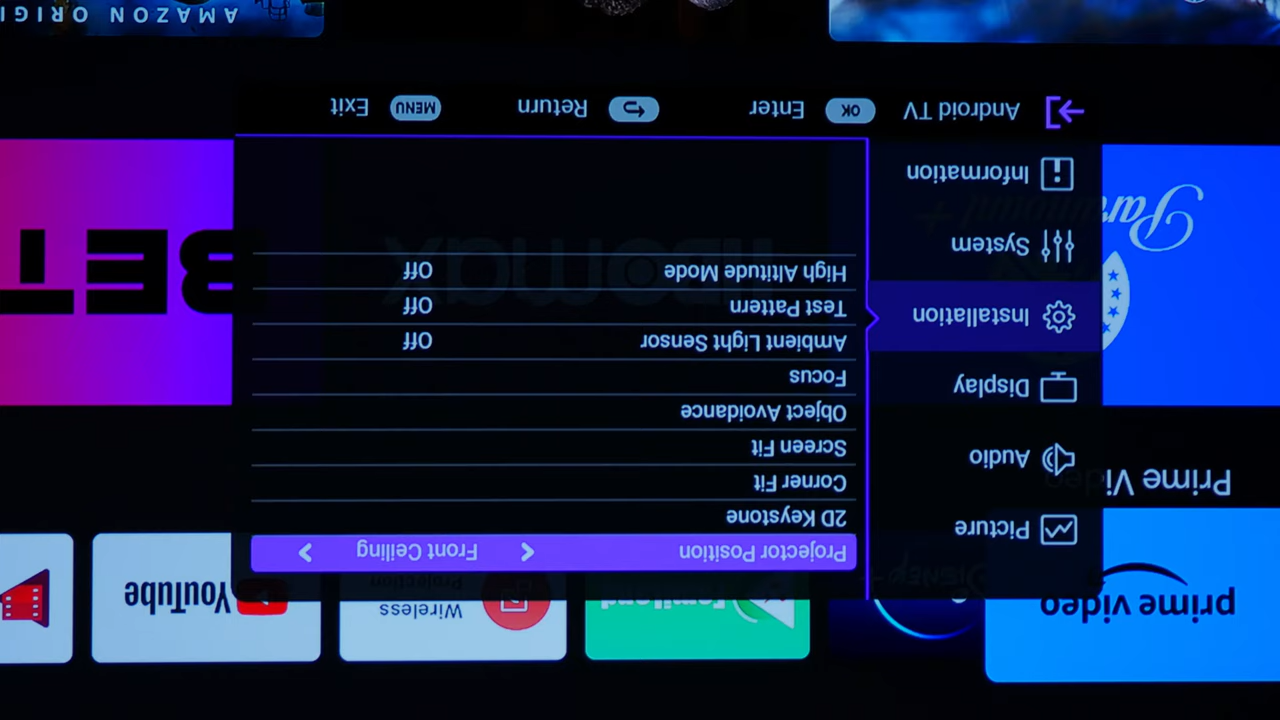 Picture
Audio
Display
Installation
System
Information
Android TV
Projector Position Front Ceiling
2D Keystone
Corner Fit
Screen Fit
Object Avoidance
Focus
Ambient Light Sensor Off
Test Pattern Off
High Altitude Mode Off
OK Enter
Return
MENU Exit
prime video
Wireless
Projection
YouTube
Prime Video
Paramount +
HBOmax
BET
AMAZON ORIGI